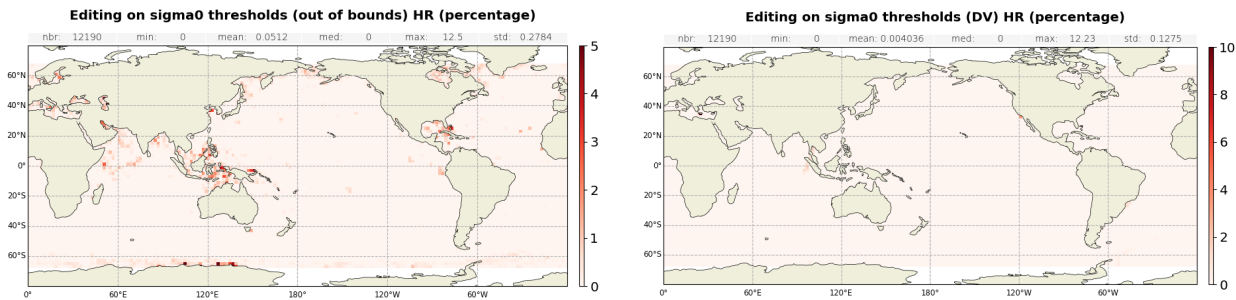 Editing on sigma0 thresholds (out of bounds) HR (percentage)
nbr: 12190 min: 0 mean: 0.0512 med: 0 max: 12.5 std: 0.2784
60°N
40°N
20°N
0°
20°S
40°S
60°S
0° 60°E 120°E 180° 120°W 60°W
5
4
3
2
1
0
Editing on sigma0 thresholds (DV) HR (percentage)
nbr: 12190 min: 0 mean: 0.004036 med: 0 max: 12.23 std: 0.1275
60°N
40°N
20°N
0°
20°S
40°S
60°S
0° 60°E 120°E 180° 120°W 60°W
10
8
6
4
2
0